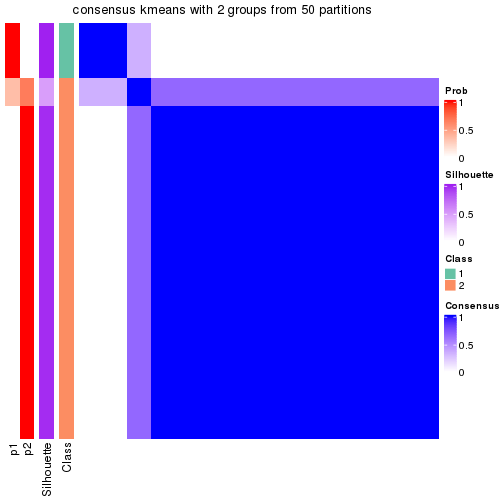 consensus kmeans with 2 groups from 50 partitions
Prob
1
0.5
0
Silhouette
1
0.5
0
Class
1
2
Consensus
1
0.5
0
p1
p2
Silhouette
Class